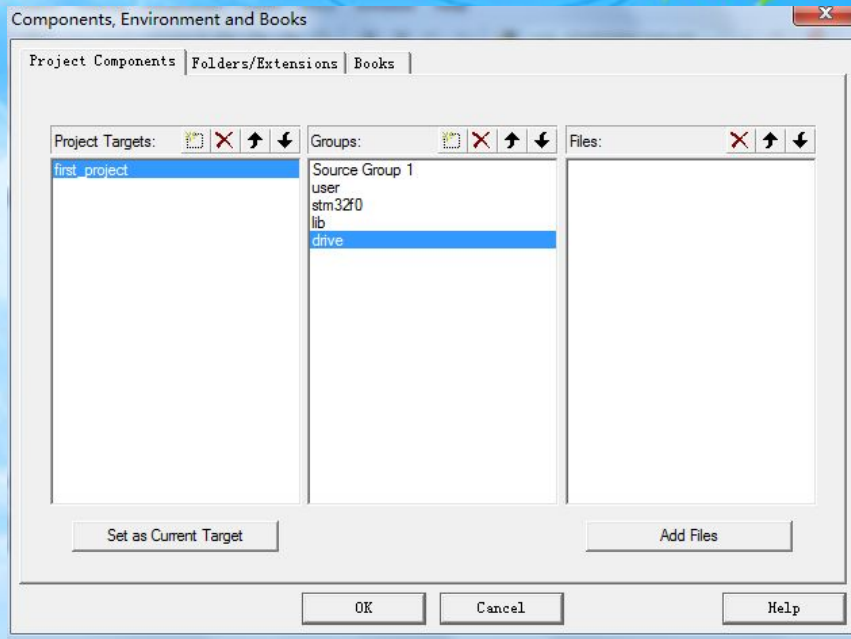 Components, Environment and Books
Project Components Folders/Extensions Books
Project Targets: Groups: Files:
first_project
Source Group 1
user
stm32f0
lib
drive
Set as Current Target Add Files
OK Cancel Help